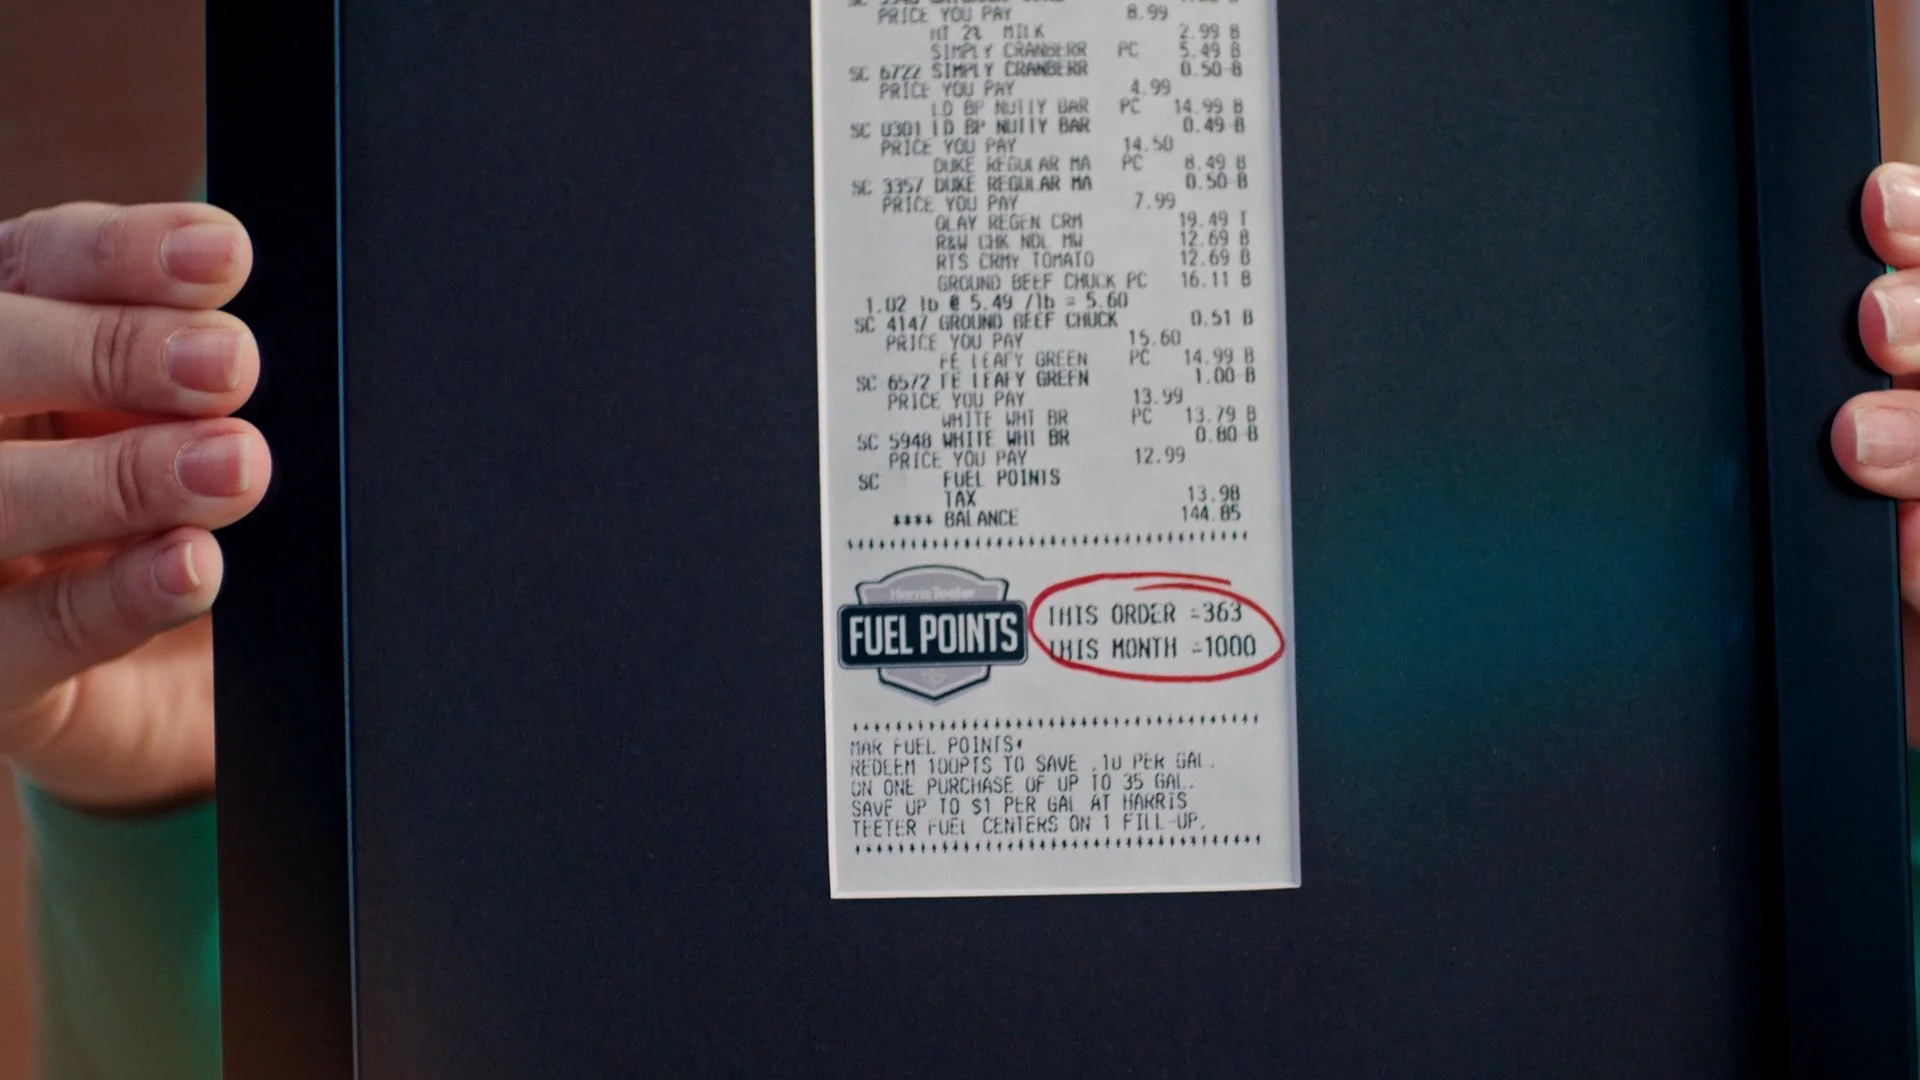 PRICE YOU PAY 8.99
HT 2% MILK 2.99 B
SIMPLY CRANBERR PC 5.49 B
SC 6722 SIMPLY CRANBERR 0.50-B
PRICE YOU PAY 4.99
LD BP NUTTY BAR PC 14.99 B
SC 0301 LD BP NUTTY BAR 0.49-B
PRICE YOU PAY 14.50
DUKE REGULAR MA PC 8.49 B
SC 3357 DUKE REGULAR MA 0.50-B
PRICE YOU PAY 7.99
OLAY REGEN CRM 19.49 T
R&W CHK NDL MW 12.69 B
RTS CRMY TOMATO 12.69 B
GROUND BEEF CHUCK PC 16.11 B
1.02 lb @ 5.49 /lb = 5.60
SC 4147 GROUND BEEF CHUCK 0.51 B
PRICE YOU PAY 15.60
FE LEAFY GREEN PC 14.99 B
SC 6572 FE LEAFY GREEN 1.00-B
PRICE YOU PAY 13.99
WHITE WHT BR PC 13.79 B
SC 5948 WHITE WHT BR 0.80-B
PRICE YOU PAY 12.99
SC FUEL POINTS
TAX 13.98
**** BALANCE 144.85
Harris Teeter
FUEL POINTS
THIS ORDER =363
THIS MONTH =1000
MAR FUEL POINTS*
REDEEM 100PTS TO SAVE .10 PER GAL.
ON ONE PURCHASE OF UP TO 35 GAL.
SAVE UP TO $1 PER GAL AT HARRIS
TEETER FUEL CENTERS ON 1 FILL-UP.